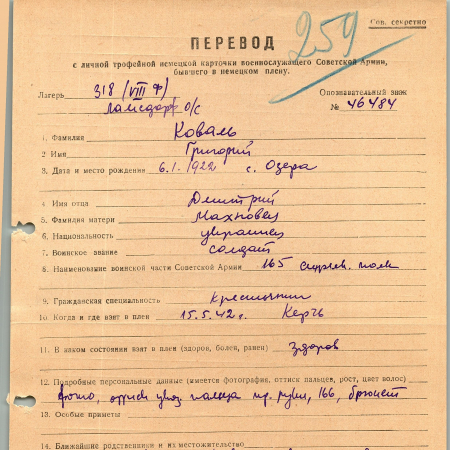 Сов. секретно
259
ПЕРЕВОД
с личной трофейной немецкой карточки военнослужащего Советской Армии,
бывшего в немецком плену.
Лагерь 318 (VIII Ф)
Ламсдорф О/С
Опознавательный знак
№ 46484
1. Фамилия Коваль
2. Имя Григорий
3. Дата и место рождения 6.1.1922 с. Озера
4. Имя отца Дмитрий
5. Фамилия матери Махновец
6. Национальность украинец
7. Воинское звание солдат
8. Наименование воинской части Советской Армии 165 стрелк. полк
9. Гражданская специальность крестьянин
10. Когда и где взят в плен 15.5.42 г. Керчь
11. В каком состоянии взят в плен (здоров, болен, ранен) здоров
12. Подробные персональные данные (имеется фотография, оттиск пальцев, рост, цвет волос)
фото, оттиск указ. пальца пр. руки, 166, брюнет
13. Особые приметы
14. Ближайшие родственники и их местожительство